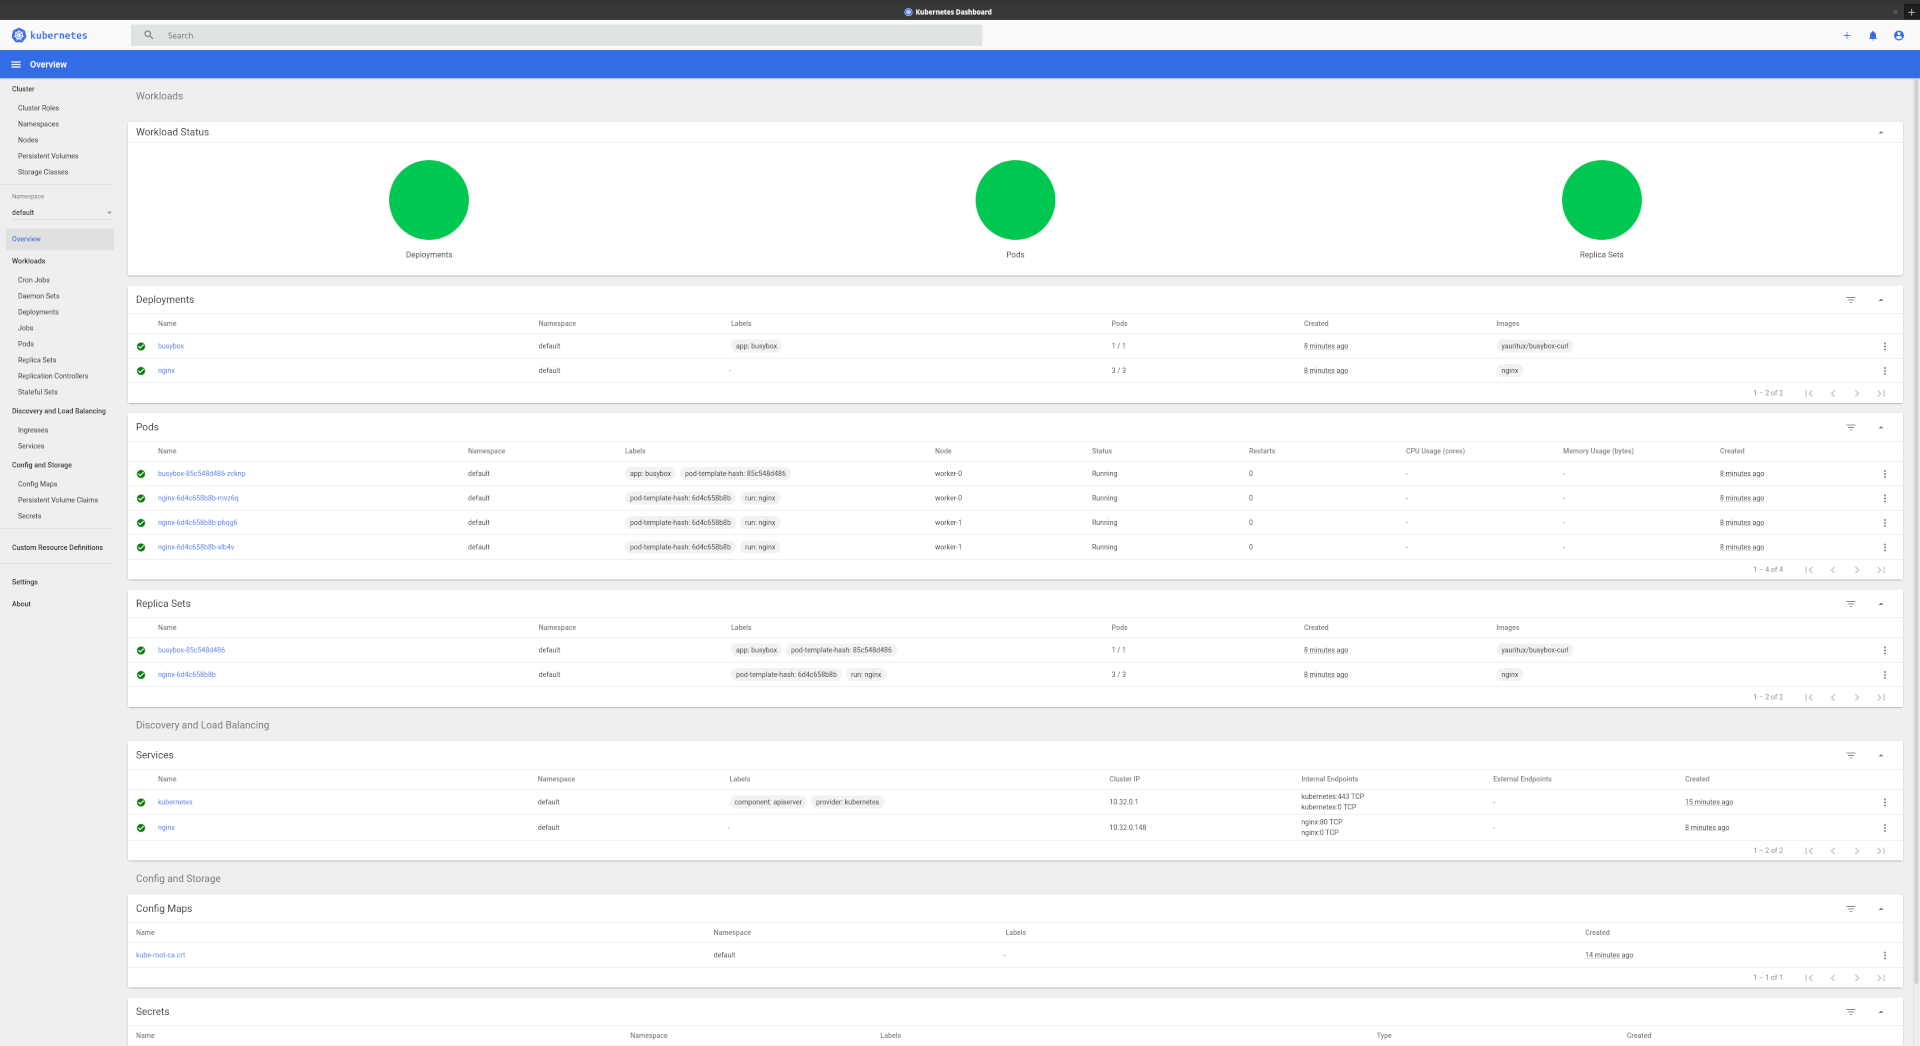 Kubernetes Dashboard
kubernetes
Search
Overview
Cluster
Cluster Roles
Namespaces
Nodes
Persistent Volumes
Storage Classes
Namespace
default
Overview
Workloads
Cron Jobs
Daemon Sets
Deployments
Jobs
Pods
Replica Sets
Replication Controllers
Stateful Sets
Discovery and Load Balancing
Ingresses
Services
Config and Storage
Config Maps
Persistent Volume Claims
Secrets
Custom Resource Definitions
Settings
About
Workloads
Workload Status
Deployments Pods Replica Sets
Deployments
Name Namespace Labels Pods Created Images
busybox default app: busybox 1 / 1 8 minutes ago yauritux/busybox-curl
nginx default - 3 / 3 8 minutes ago nginx
1 – 2 of 2
Pods
Name Namespace Labels Node Status Restarts CPU Usage (cores) Memory Usage (bytes) Created
busybox-85c548d486-zcknp default app: busybox pod-template-hash: 85c548d486 worker-0 Running 0 - - 8 minutes ago
nginx-6d4c658b8b-mvz6q default pod-template-hash: 6d4c658b8b run: nginx worker-0 Running 0 - - 8 minutes ago
nginx-6d4c658b8b-p6qg6 default pod-template-hash: 6d4c658b8b run: nginx worker-1 Running 0 - - 8 minutes ago
nginx-6d4c658b8b-xlb4v default pod-template-hash: 6d4c658b8b run: nginx worker-1 Running 0 - - 8 minutes ago
1 – 4 of 4
Replica Sets
Name Namespace Labels Pods Created Images
busybox-85c548d486 default app: busybox pod-template-hash: 85c548d486 1 / 1 8 minutes ago yauritux/busybox-curl
nginx-6d4c658b8b default pod-template-hash: 6d4c658b8b run: nginx 3 / 3 8 minutes ago nginx
1 – 2 of 2
Discovery and Load Balancing
Services
Name Namespace Labels Cluster IP Internal Endpoints External Endpoints Created
kubernetes default component: apiserver provider: kubernetes 10.32.0.1 kubernetes:443 TCP - 15 minutes ago
kubernetes:0 TCP
nginx default - 10.32.0.148 nginx:80 TCP - 8 minutes ago
nginx:0 TCP
1 – 2 of 2
Config and Storage
Config Maps
Name Namespace Labels Created
kube-root-ca.crt default - 14 minutes ago
1 – 1 of 1
Secrets
Name Namespace Labels Type Created